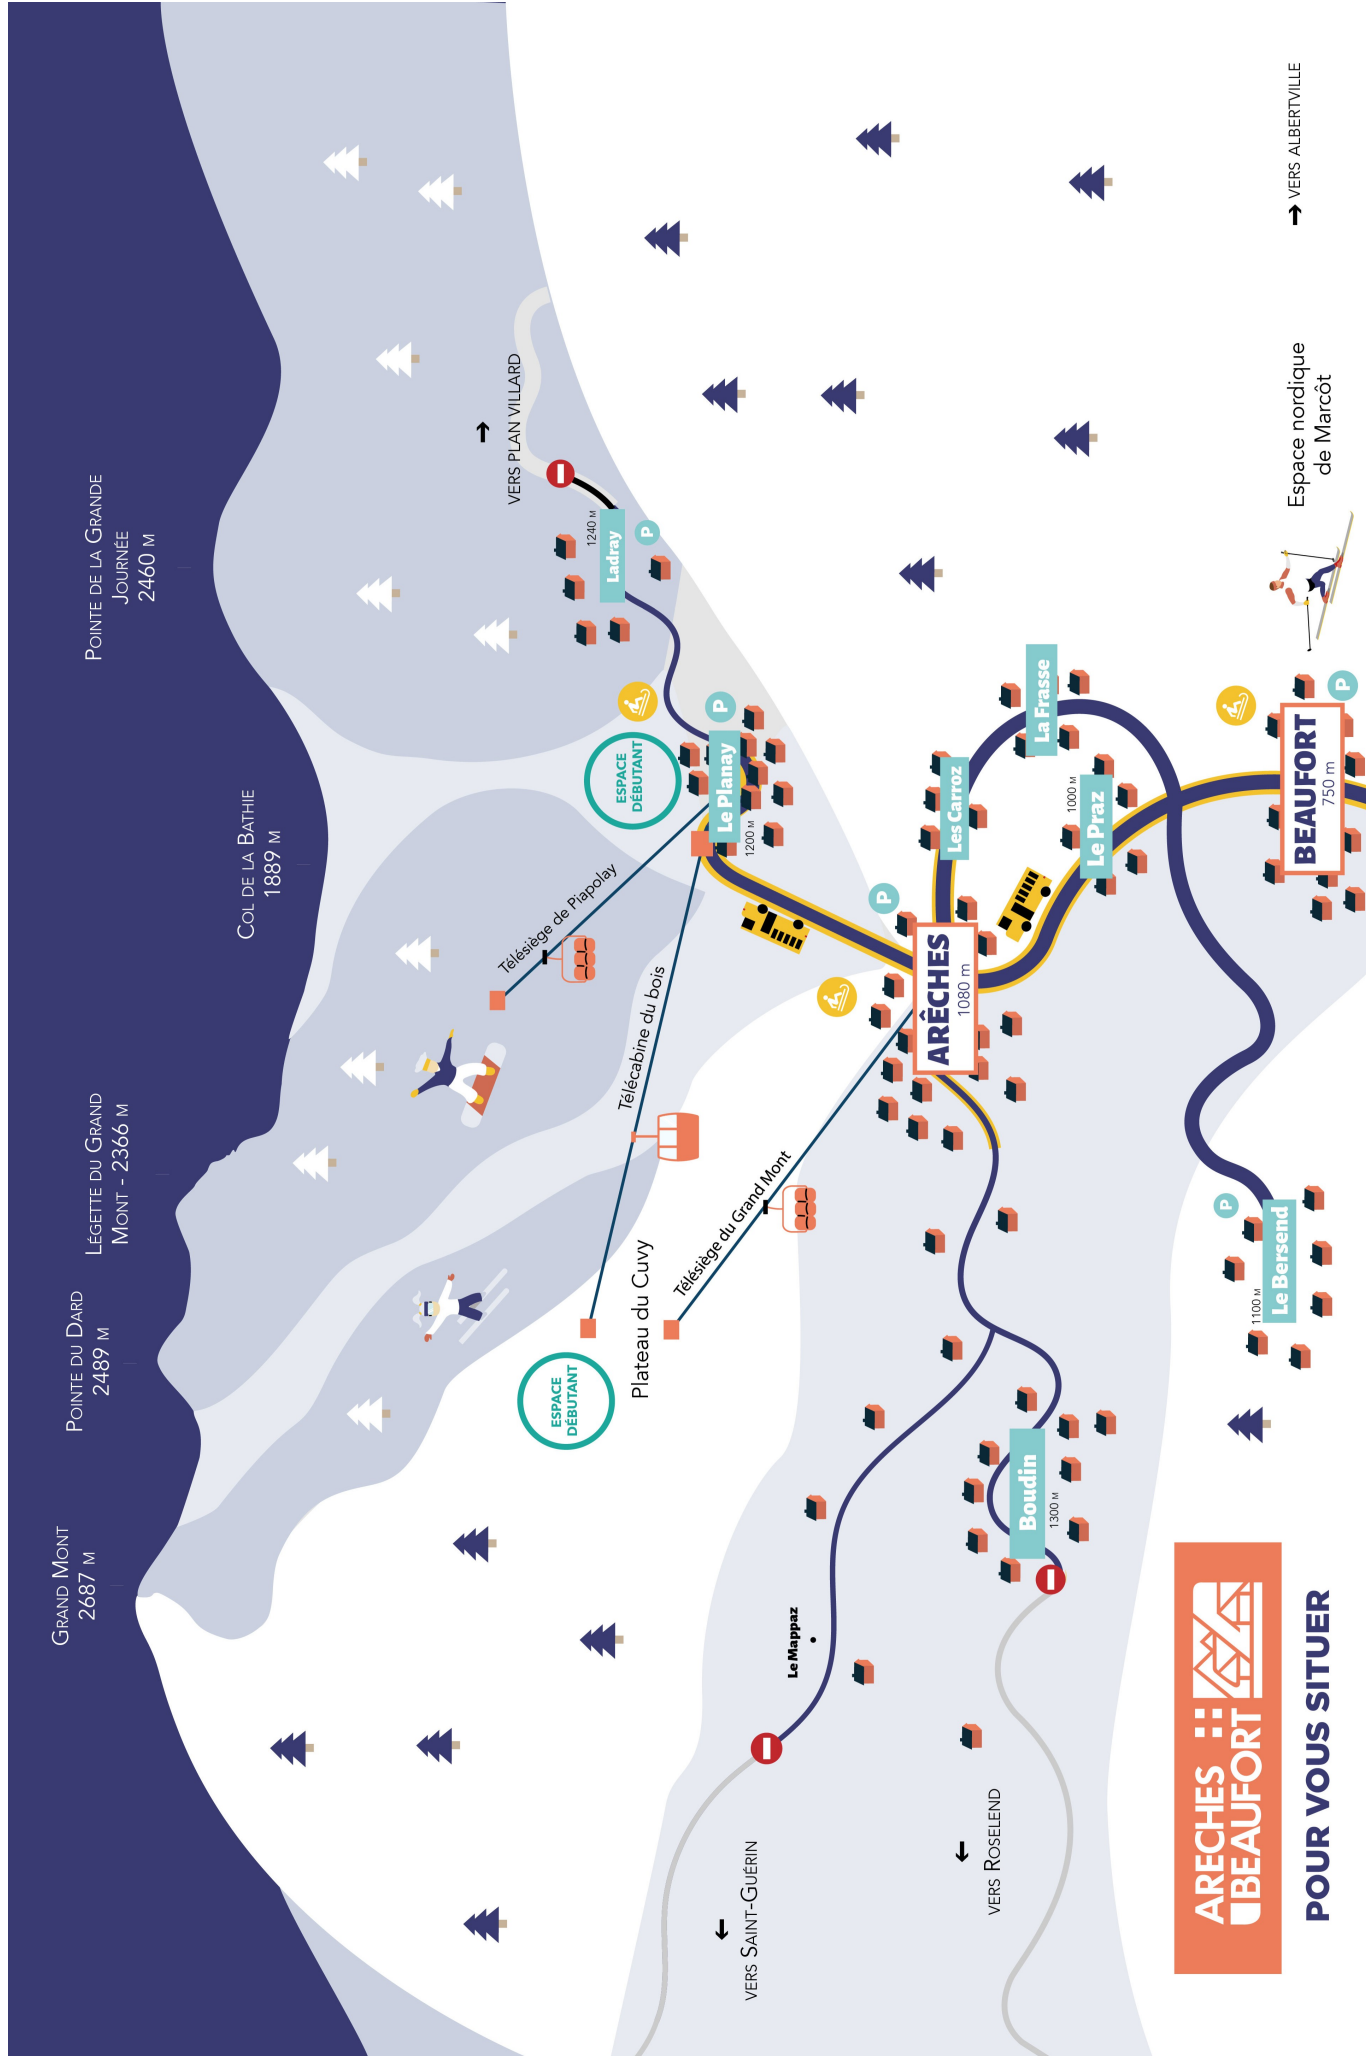 GRAND MONT
2687 M
POINTE DU DARD
2489 M
LÉGETTE DU GRAND
MONT - 2366 M
COL DE LA BATHIE
1889 M
POINTE DE LA GRANDE
JOURNÉE
2460 M
VERS PLAN VILLARD
1240 M
Ladray
P
ESPACE
DÉBUTANT
P
Le Planay
1200 M
Télésiège de Piapolay
Télécabine du bois
ESPACE
DÉBUTANT
Plateau du Cuvy
Télésiège du Grand Mont
Le Mappaz
VERS SAINT-GUÉRIN
P
ARÊCHES
1080 m
Les Carroz
La Frasse
1000 M
Le Praz
Boudin
1300 M
VERS ROSELEND
P
1100 M
Le Bersend
BEAUFORT
750 m
P
Espace nordique
de Marcôt
VERS ALBERTVILLE
ARECHES
BEAUFORT
POUR VOUS SITUER